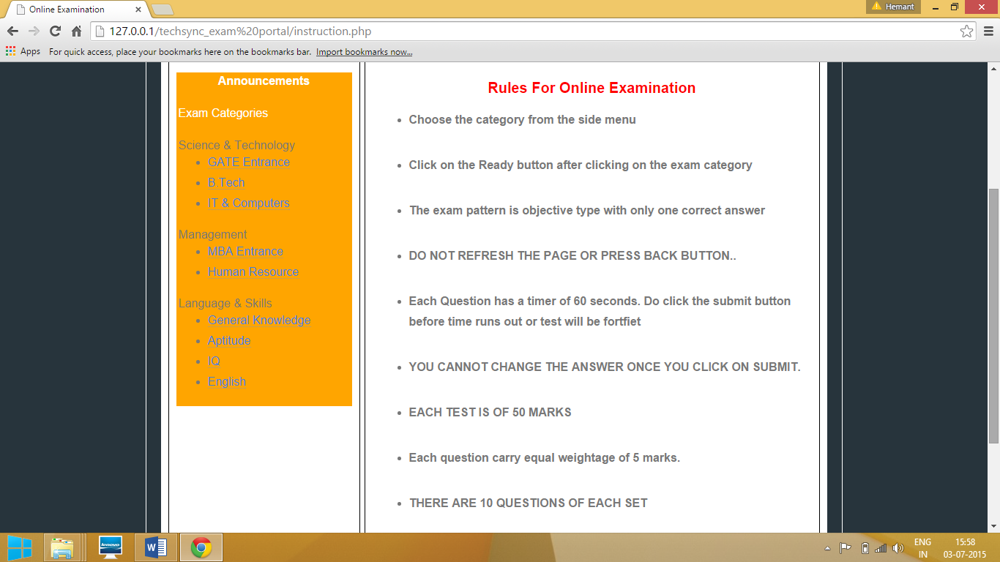 Online Examination
Hemant
127.0.0.1/techsync_exam%20portal/instruction.php
Apps For quick access, place your bookmarks here on the bookmarks bar. Import bookmarks now...
Announcements
Exam Categories
Science & Technology
GATE Entrance
B.Tech
IT & Computers
Management
MBA Entrance
Human Resource
Language & Skills
General Knowledge
Aptitude
IQ
English
Rules For Online Examination
Choose the category from the side menu
Click on the Ready button after clicking on the exam category
The exam pattern is objective type with only one correct answer
DO NOT REFRESH THE PAGE OR PRESS BACK BUTTON..
Each Question has a timer of 60 seconds. Do click the submit button
before time runs out or test will be fortfiet
YOU CANNOT CHANGE THE ANSWER ONCE YOU CLICK ON SUBMIT.
EACH TEST IS OF 50 MARKS
Each question carry equal weightage of 5 marks.
THERE ARE 10 QUESTIONS OF EACH SET
lenovo
ENG
IN
15:58
03-07-2015